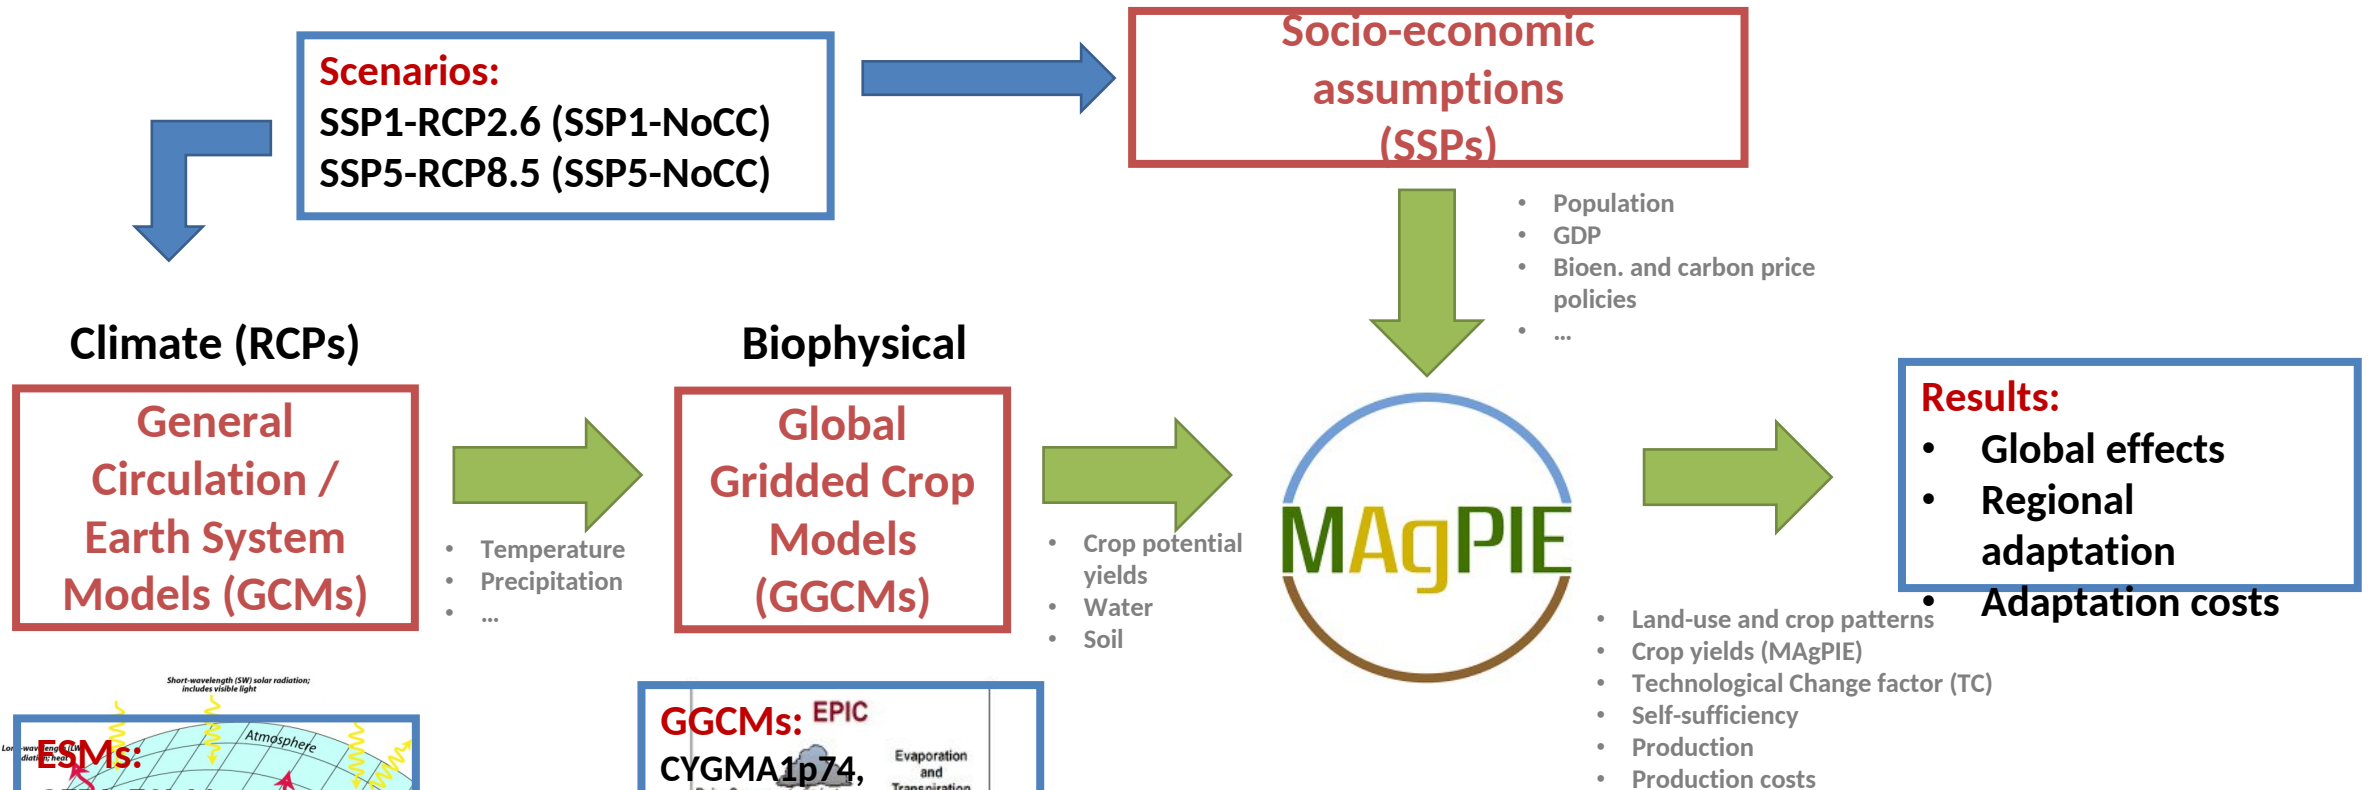 Scenarios:
SSP1-RCP2.6 (SSP1-NoCC)
SSP5-RCP8.5 (SSP5-NoCC)
Socio-economic
assumptions
(SSPs)
• Population
• GDP
• Bioen. and carbon price
policies
• ...
Climate (RCPs)
General
Circulation /
Earth System
Models (GCMs)
• Temperature
• Precipitation
• ...
Biophysical
Global
Gridded Crop
Models
(GGCMs)
• Crop potential
yields
• Water
• Soil
MAgPIE
Results:
• Global effects
• Regional
adaptation
• Adaptation costs
• Land-use and crop patterns
• Crop yields (MAgPIE)
• Technological Change factor (TC)
• Self-sufficiency
• Production
• Production costs
Short-wavelength (SW) solar radiation;
includes visible light
Atmosphere
ESMs:
GGCMs:
CYGMA1p74,
EPIC
Evaporation
and
Transpiration